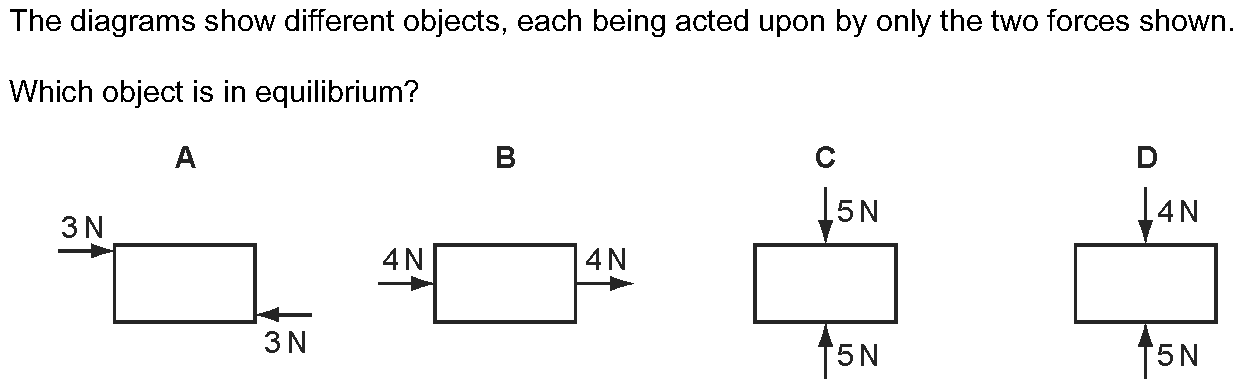 The diagrams show different objects, each being acted upon by only the two forces shown.
Which object is in equilibrium?
A
3 N
3 N
B
4 N
4 N
C
5 N
5 N
D
4 N
5 N